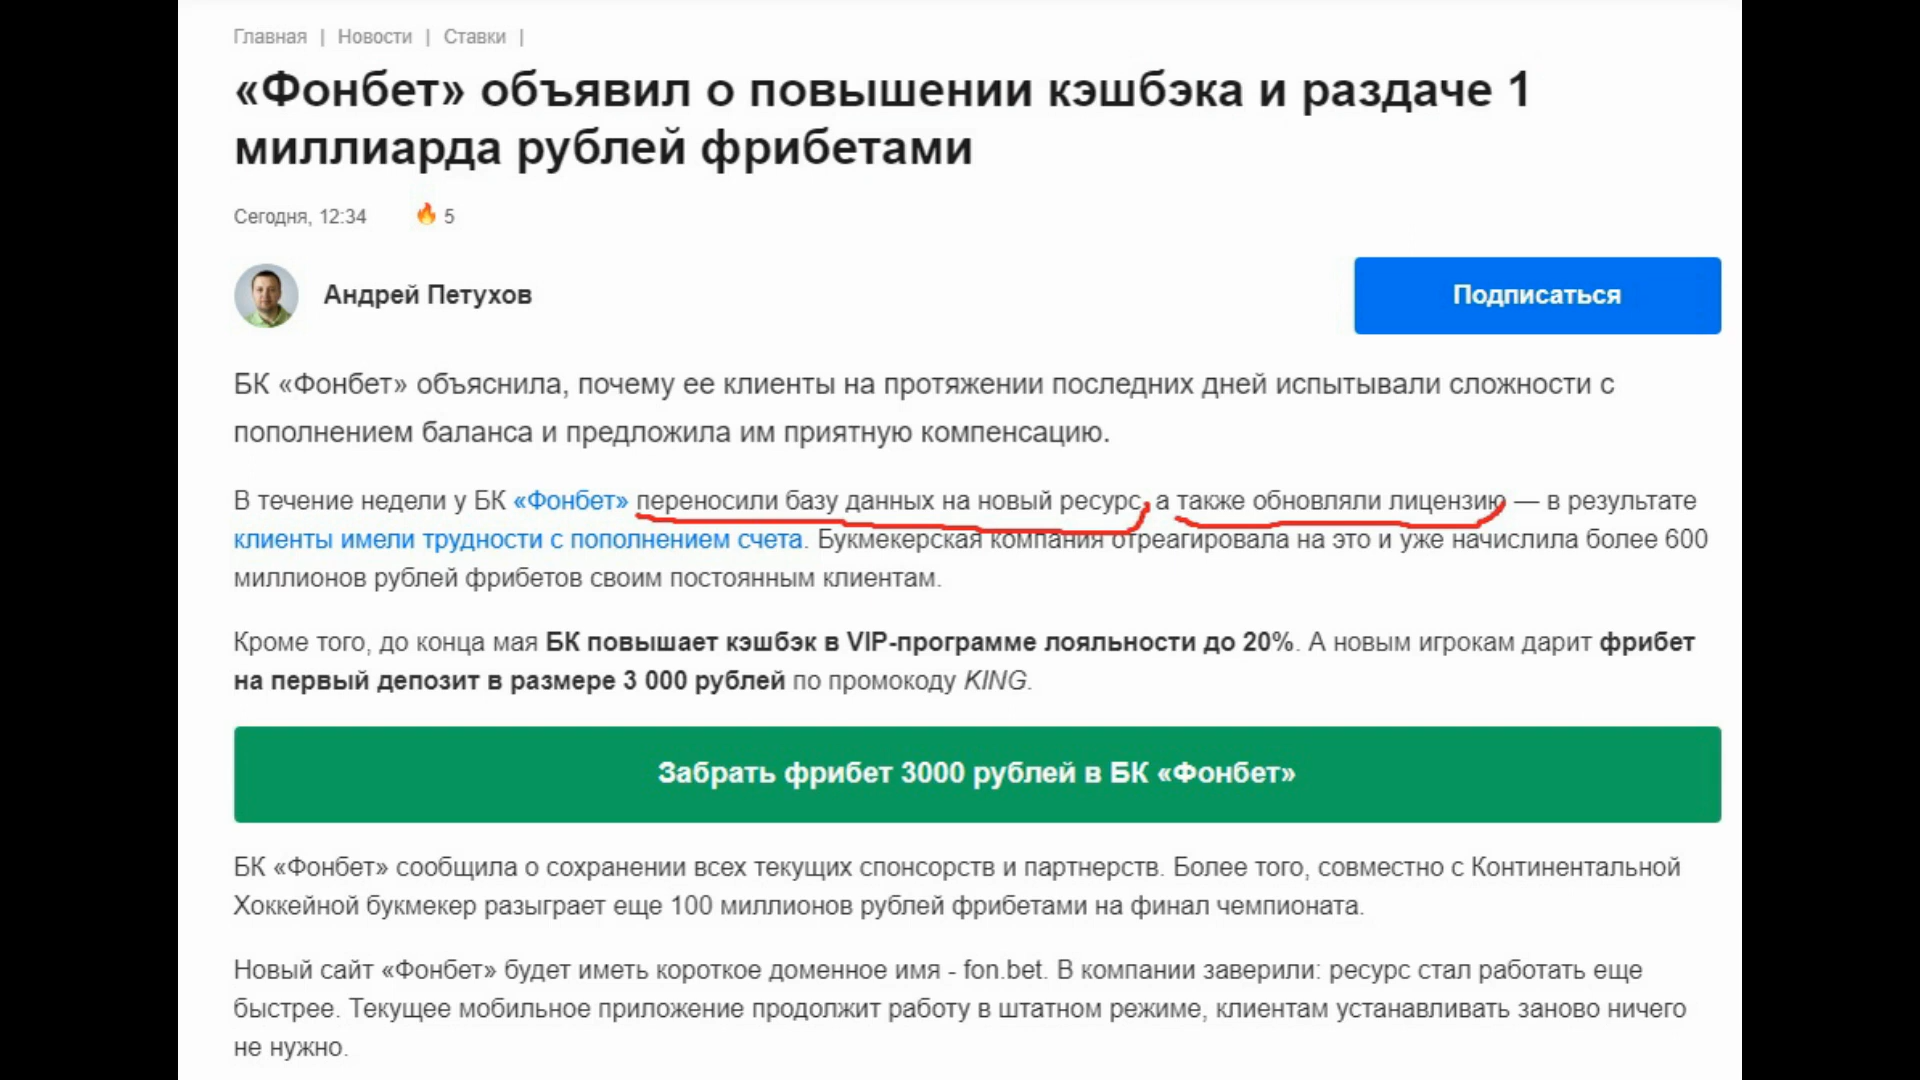 Главная | Новости | Ставки |
«Фонбет» объявил о повышении кэшбэка и раздаче 1
миллиарда рублей фрибетами
Сегодня, 12:34 🔥 5
Андрей Петухов
Подписаться
БК «Фонбет» объяснила, почему ее клиенты на протяжении последних дней испытывали сложности с
пополнением баланса и предложила им приятную компенсацию.
В течение недели у БК «Фонбет» переносили базу данных на новый ресурс, а также обновляли лицензию — в результате
клиенты имели трудности с пополнением счета. Букмекерская компания отреагировала на это и уже начислила более 600
миллионов рублей фрибетов своим постоянным клиентам.
Кроме того, до конца мая БК повышает кэшбэк в VIP-программе лояльности до 20%. А новым игрокам дарит фрибет
на первый депозит в размере 3 000 рублей по промокоду KING.
Забрать фрибет 3000 рублей в БК «Фонбет»
БК «Фонбет» сообщила о сохранении всех текущих спонсорств и партнерств. Более того, совместно с Континентальной
Хоккейной букмекер разыграет еще 100 миллионов рублей фрибетами на финал чемпионата.
Новый сайт «Фонбет» будет иметь короткое доменное имя - fon.bet. В компании заверили: ресурс стал работать еще
быстрее. Текущее мобильное приложение продолжит работу в штатном режиме, клиентам устанавливать заново ничего
не нужно.